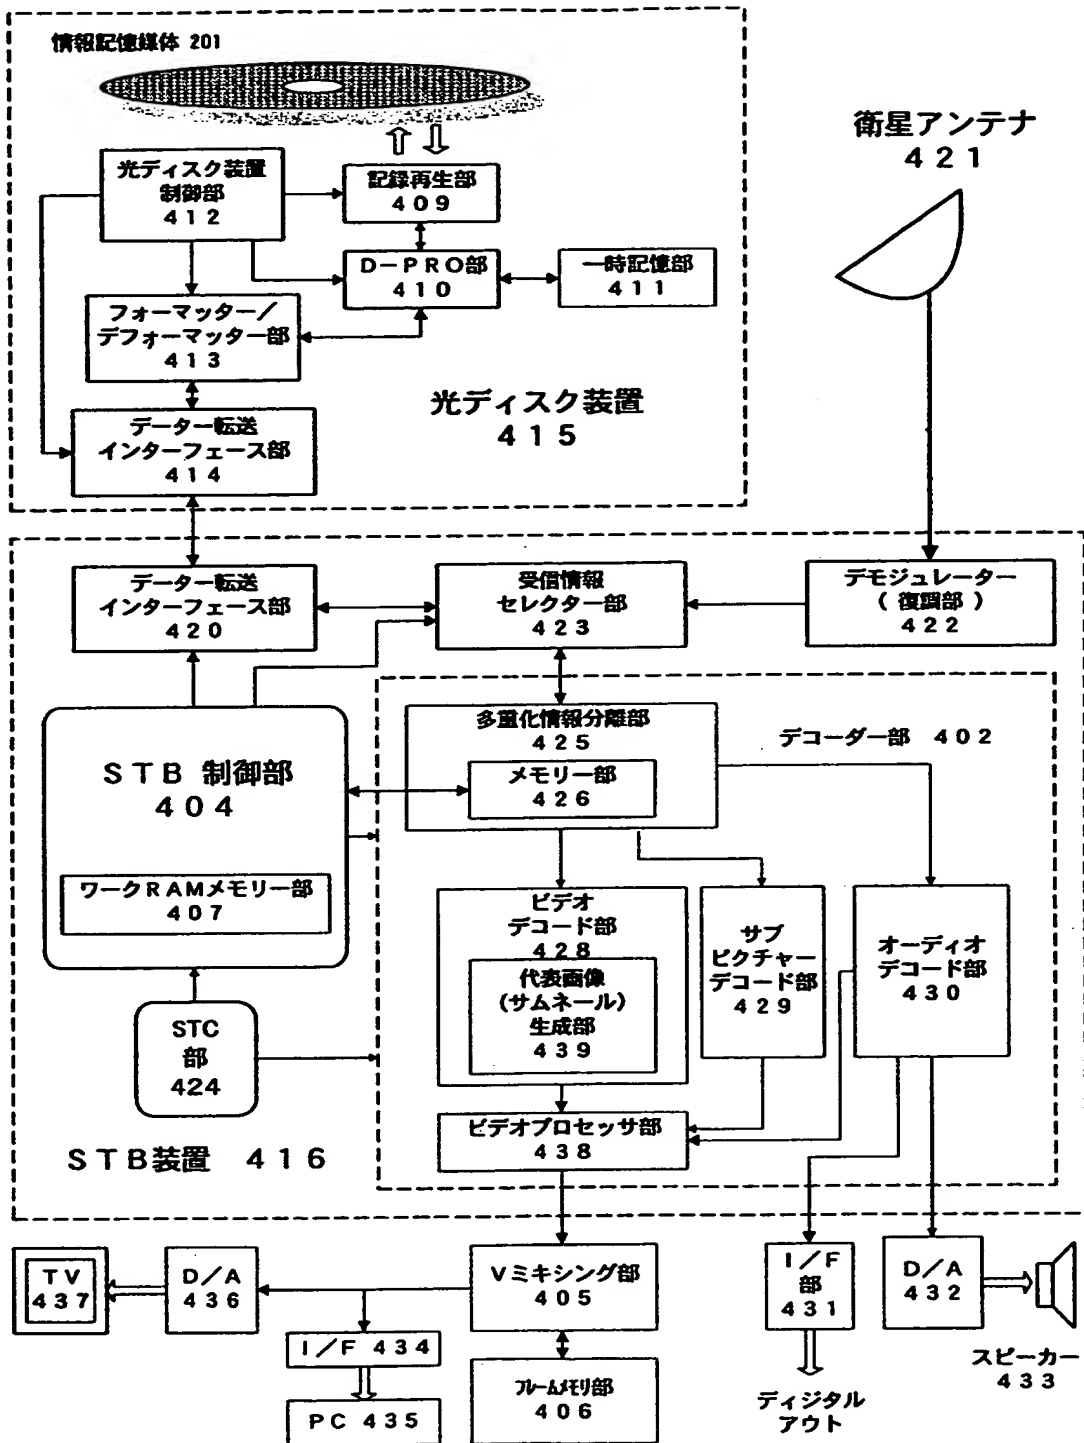 情報記憶媒体 201
衛星アンテナ
421
光ディスク装置
制御部
412
記録再生部
409
D-PRO部
410
一時記憶部
411
フォーマッター/
デフォーマッター部
413
光ディスク装置
415
データー転送
インターフェース部
414
データー転送
インターフェース部
420
受信情報
セレクター部
423
デモジュレーター
(復調部)
422
STB 制御部
404
ワークRAMメモリー部
407
多重化情報分離部
425
メモリー部
426
デコーダー部 402
ビデオ
デコード部
428
代表画像
(サムネール)
生成部
439
サブ
ピクチャー
デコード部
429
オーディオ
デコード部
430
STC
部
424
ビデオプロセッサ部
438
STB装置 416
TV
437
D/A
436
Vミキシング部
405
I/F
部
431
D/A
432
I/F 434
スピーカー
433
PC 435
フレームメモリ部
406
ディジタル
アウト